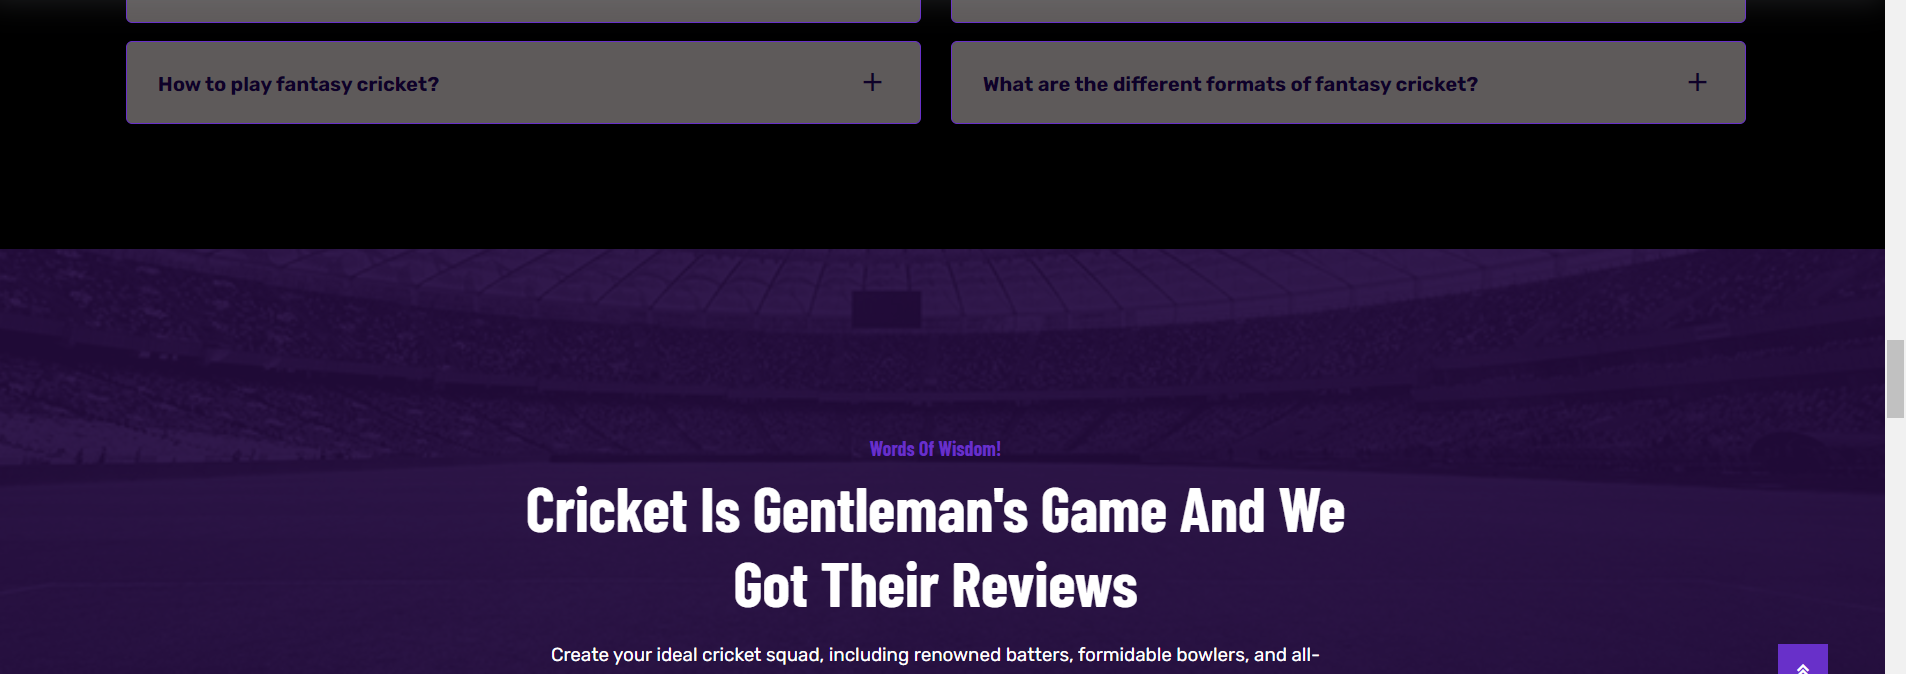 How to play fantasy cricket?
What are the different formats of fantasy cricket?
Words Of Wisdom!
Cricket Is Gentleman's Game And We
Got Their Reviews
Create your ideal cricket squad, including renowned batters, formidable bowlers, and all-